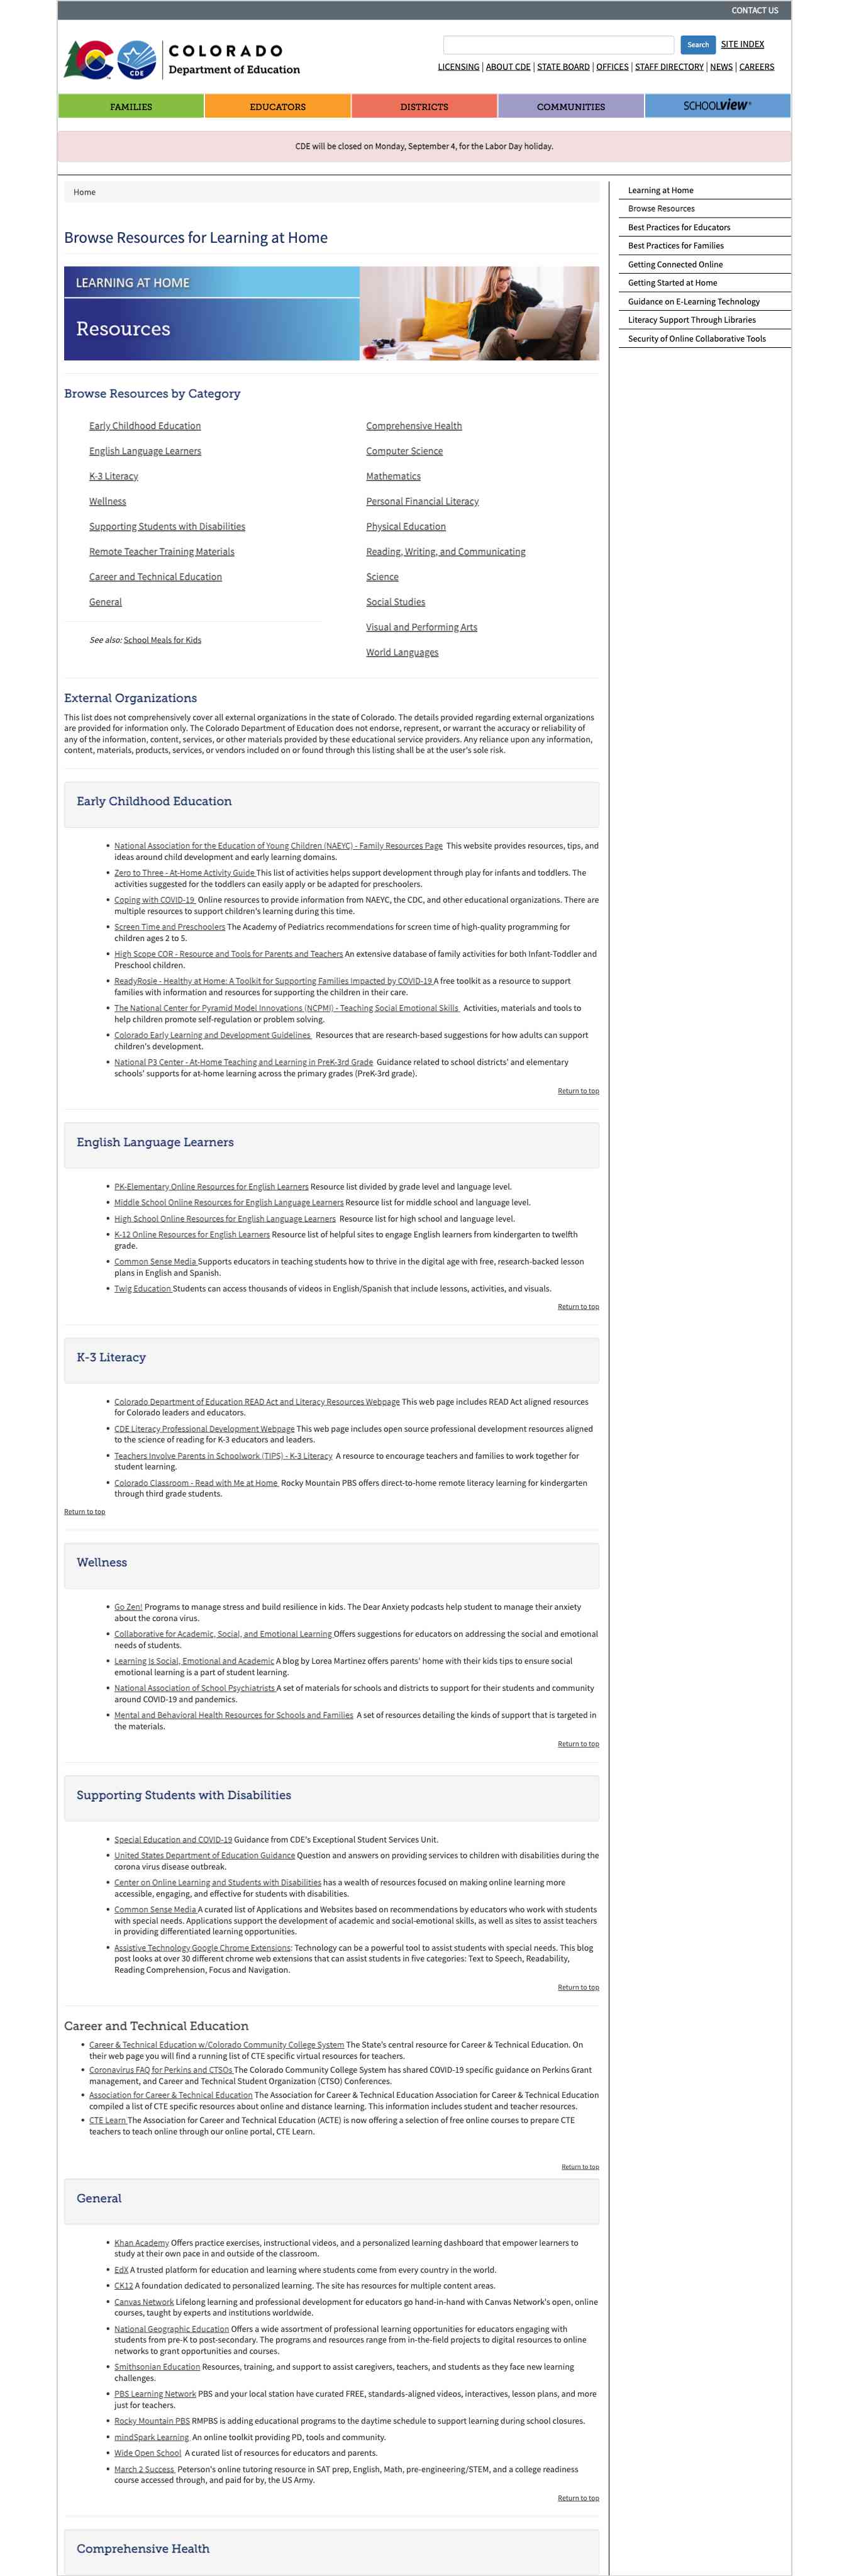 CONTACT US
COLORADO
Department of Education
CDE
Search
SITE INDEX
LICENSING | ABOUT CDE | STATE BOARD | OFFICES | STAFF DIRECTORY | NEWS | CAREERS
FAMILIES
EDUCATORS
DISTRICTS
COMMUNITIES
SCHOOLVIEW
CDE will be closed on Monday, September 4, for the Labor Day holiday.
Home
Browse Resources for Learning at Home
LEARNING AT HOME
Resources
Browse Resources by Category
Early Childhood Education
English Language Learners
K-3 Literacy
Wellness
Supporting Students with Disabilities
Remote Teacher Training Materials
Career and Technical Education
General
See also: School Meals for Kids
Comprehensive Health
Computer Science
Mathematics
Personal Financial Literacy
Physical Education
Reading, Writing, and Communicating
Science
Social Studies
Visual and Performing Arts
World Languages
External Organizations
This list does not comprehensively cover all external organizations in the state of Colorado. The details provided regarding external organizations
are provided for information only. The Colorado Department of Education does not endorse, represent, or warrant the accuracy or reliability of
any of the information, content, services, or other materials provided by these educational service providers. Any reliance upon any information,
content, materials, products, services, or vendors included on or found through this listing shall be at the user's sole risk.
Early Childhood Education
• National Association for the Education of Young Children (NAEYC) - Family Resources Page This website provides resources, tips, and
ideas around child development and early learning domains.
• Zero to Three - At-Home Activity Guide This list of activities helps support development through play for infants and toddlers. The
activities suggested for the toddlers can easily apply or be adapted for preschoolers.
• Coping with COVID-19 Online resources to provide information from NAEYC, the CDC, and other educational organizations. There are
multiple resources to support children's learning during this time.
• Screen Time and Preschoolers The Academy of Pediatrics recommendations for screen time of high-quality programming for
children ages 2 to 5.
• High Scope COR - Resource and Tools for Parents and Teachers An extensive database of family activities for both Infant-Toddler and
Preschool children.
• ReadyRosie - Healthy at Home: A Toolkit for Supporting Families Impacted by COVID-19 A free toolkit as a resource to support
families with information and resources for supporting the children in their care.
• The National Center for Pyramid Model Innovations (NCPMI) - Teaching Social Emotional Skills Activities, materials and tools to
help children promote self-regulation or problem solving.
• Colorado Early Learning and Development Guidelines Resources that are research-based suggestions for how adults can support
children's development.
• National P3 Center - At-Home Teaching and Learning in PreK-3rd Grade Guidance related to school districts' and elementary
schools' supports for at-home learning across the primary grades (PreK-3rd grade).
Return to top
English Language Learners
• PK-Elementary Online Resources for English Learners Resource list divided by grade level and language level.
• Middle School Online Resources for English Language Learners Resource list for middle school and language level.
• High School Online Resources for English Language Learners Resource list for high school and language level.
• K-12 Online Resources for English Learners Resource list of helpful sites to engage English learners from kindergarten to twelfth
grade.
• Common Sense Media Supports educators in teaching students how to thrive in the digital age with free, research-backed lesson
plans in English and Spanish.
• Twig Education Students can access thousands of videos in English/Spanish that include lessons, activities, and visuals.
Return to top
K-3 Literacy
• Colorado Department of Education READ Act and Literacy Resources Webpage This web page includes READ Act aligned resources
for Colorado leaders and educators.
• CDE Literacy Professional Development Webpage This web page includes open source professional development resources aligned
to the science of reading for K-3 educators and leaders.
• Teachers Involve Parents in Schoolwork (TIPS) - K-3 Literacy A resource to encourage teachers and families to work together for
student learning.
• Colorado Classroom - Read with Me at Home Rocky Mountain PBS offers direct-to-home remote literacy learning for kindergarten
through third grade students.
Return to top
Wellness
• Go Zen! Programs to manage stress and build resilience in kids. The Dear Anxiety podcasts help student to manage their anxiety
about the corona virus.
• Collaborative for Academic, Social, and Emotional Learning Offers suggestions for educators on addressing the social and emotional
needs of students.
• Learning Is Social, Emotional and Academic A blog by Lorea Martinez offers parents' home with their kids tips to ensure social
emotional learning is a part of student learning.
• National Association of School Psychiatrists A set of materials for schools and districts to support for their students and community
around COVID-19 and pandemics.
• Mental and Behavioral Health Resources for Schools and Families A set of resources detailing the kinds of support that is targeted in
the materials.
Return to top
Supporting Students with Disabilities
• Special Education and COVID-19 Guidance from CDE's Exceptional Student Services Unit.
• United States Department of Education Guidance Question and answers on providing services to children with disabilities during the
corona virus disease outbreak.
• Center on Online Learning and Students with Disabilities has a wealth of resources focused on making online learning more
accessible, engaging, and effective for students with disabilities.
• Common Sense Media A curated list of Applications and Websites based on recommendations by educators who work with students
with special needs. Applications support the development of academic and social-emotional skills, as well as sites to assist teachers
in providing differentiated learning opportunities.
• Assistive Technology Google Chrome Extensions: Technology can be a powerful tool to assist students with special needs. This blog
post looks at over 30 different chrome web extensions that can assist students in five categories: Text to Speech, Readability,
Reading Comprehension, Focus and Navigation.
Return to top
Career and Technical Education
• Career & Technical Education w/Colorado Community College System The State's central resource for Career & Technical Education. On
their web page you will find a running list of CTE specific virtual resources for teachers.
• Coronavirus FAQ for Perkins and CTSOs The Colorado Community College System has shared COVID-19 specific guidance on Perkins Grant
management, and Career and Technical Student Organization (CTSO) Conferences.
• Association for Career & Technical Education The Association for Career & Technical Education Association for Career & Technical Education
compiled a list of CTE specific resources about online and distance learning. This information includes student and teacher resources.
• CTE Learn The Association for Career and Technical Education (ACTE) is now offering a selection of free online courses to prepare CTE
teachers to teach online through our online portal, CTE Learn.
Return to top
General
• Khan Academy Offers practice exercises, instructional videos, and a personalized learning dashboard that empower learners to
study at their own pace in and outside of the classroom.
• EdX A trusted platform for education and learning where students come from every country in the world.
• CK12 A foundation dedicated to personalized learning. The site has resources for multiple content areas.
• Canvas Network Lifelong learning and professional development for educators go hand-in-hand with Canvas Network's open, online
courses, taught by experts and institutions worldwide.
• National Geographic Education Offers a wide assortment of professional learning opportunities for educators engaging with
students from pre-K to post-secondary. The programs and resources range from in-the-field projects to digital resources to online
networks to grant opportunities and courses.
• Smithsonian Education Resources, training, and support to assist caregivers, teachers, and students as they face new learning
challenges.
• PBS Learning Network PBS and your local station have curated FREE, standards-aligned videos, interactives, lesson plans, and more
just for teachers.
• Rocky Mountain PBS RMPBS is adding educational programs to the daytime schedule to support learning during school closures.
• mindSpark Learning An online toolkit providing PD, tools and community.
• Wide Open School A curated list of resources for educators and parents.
• March 2 Success Peterson's online tutoring resource in SAT prep, English, Math, pre-engineering/STEM, and a college readiness
course accessed through, and paid for by, the US Army.
Return to top
Comprehensive Health
Learning at Home
Browse Resources
Best Practices for Educators
Best Practices for Families
Getting Connected Online
Getting Started at Home
Guidance on E-Learning Technology
Literacy Support Through Libraries
Security of Online Collaborative Tools